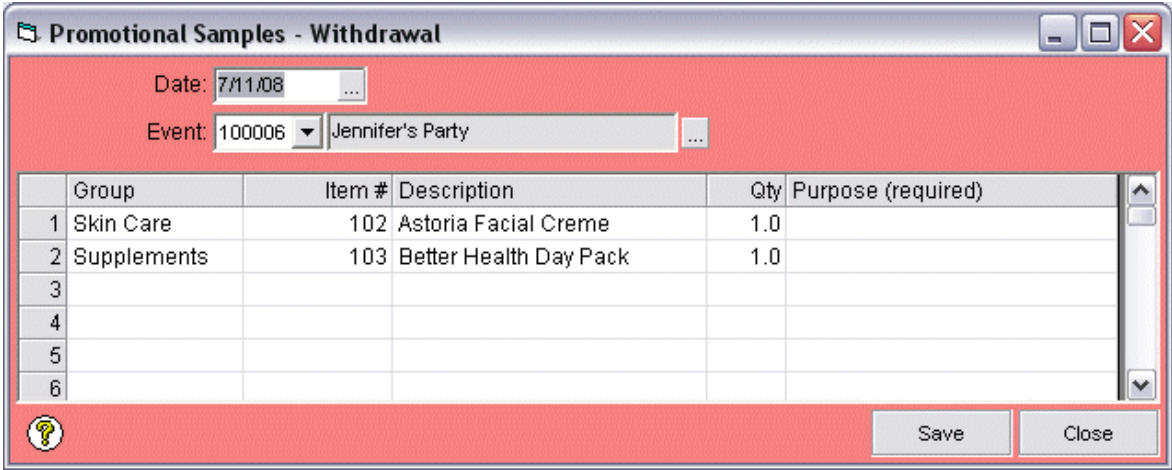 Promotional Samples - Withdrawal
Date: 7/11/08 ...
Event: 100006 Jennifer's Party ...
Group Item # Description Qty Purpose (required)
1 Skin Care 102 Astoria Facial Creme 1.0
2 Supplements 103 Better Health Day Pack 1.0
3
4
5
6
? Save Close